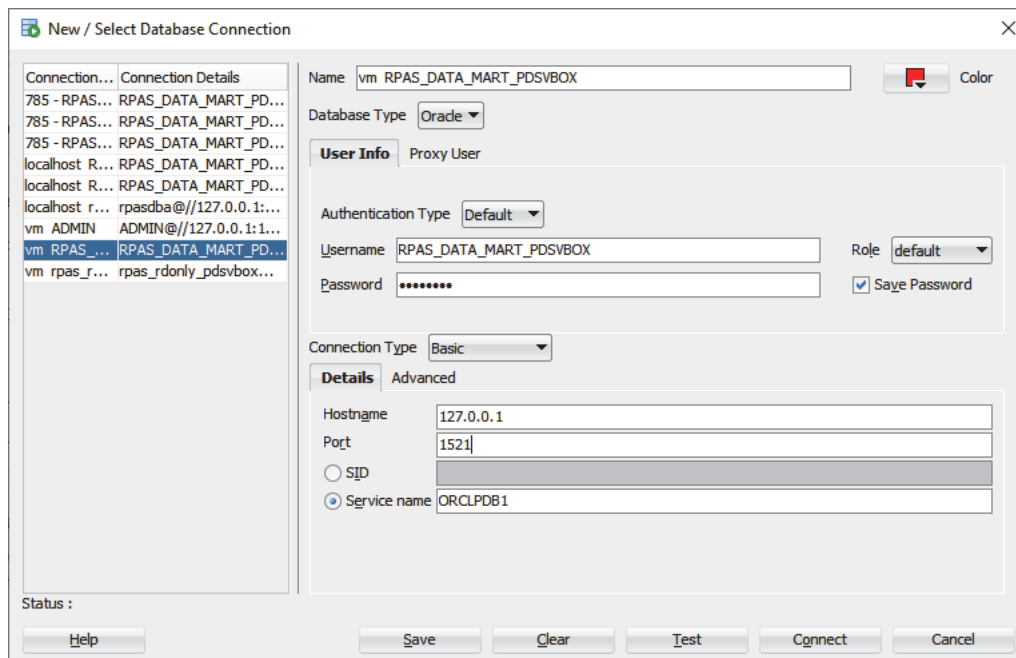 New / Select Database Connection
Connection... Connection Details
785 - RPAS... RPAS_DATA_MART_PD...
785 - RPAS... RPAS_DATA_MART_PD...
785 - RPAS... RPAS_DATA_MART_PD...
localhost R... RPAS_DATA_MART_PD...
localhost R... RPAS_DATA_MART_PD...
localhost r... rpasdba@//127.0.0.1:...
vm ADMIN ADMIN@//127.0.0.1:1...
vm RPAS_... RPAS_DATA_MART_PD...
vm rpas_r... rpas_rdonly_pdsvbox...
Name vm RPAS_DATA_MART_PDSVBOX Color
Database Type Oracle
User Info Proxy User
Authentication Type Default
Username RPAS_DATA_MART_PDSVBOX Role default
Password •••••••• Save Password
Connection Type Basic
Details Advanced
Hostname 127.0.0.1
Port 1521
SID
Service name ORCLPDB1
Status :
Help Save Clear Test Connect Cancel